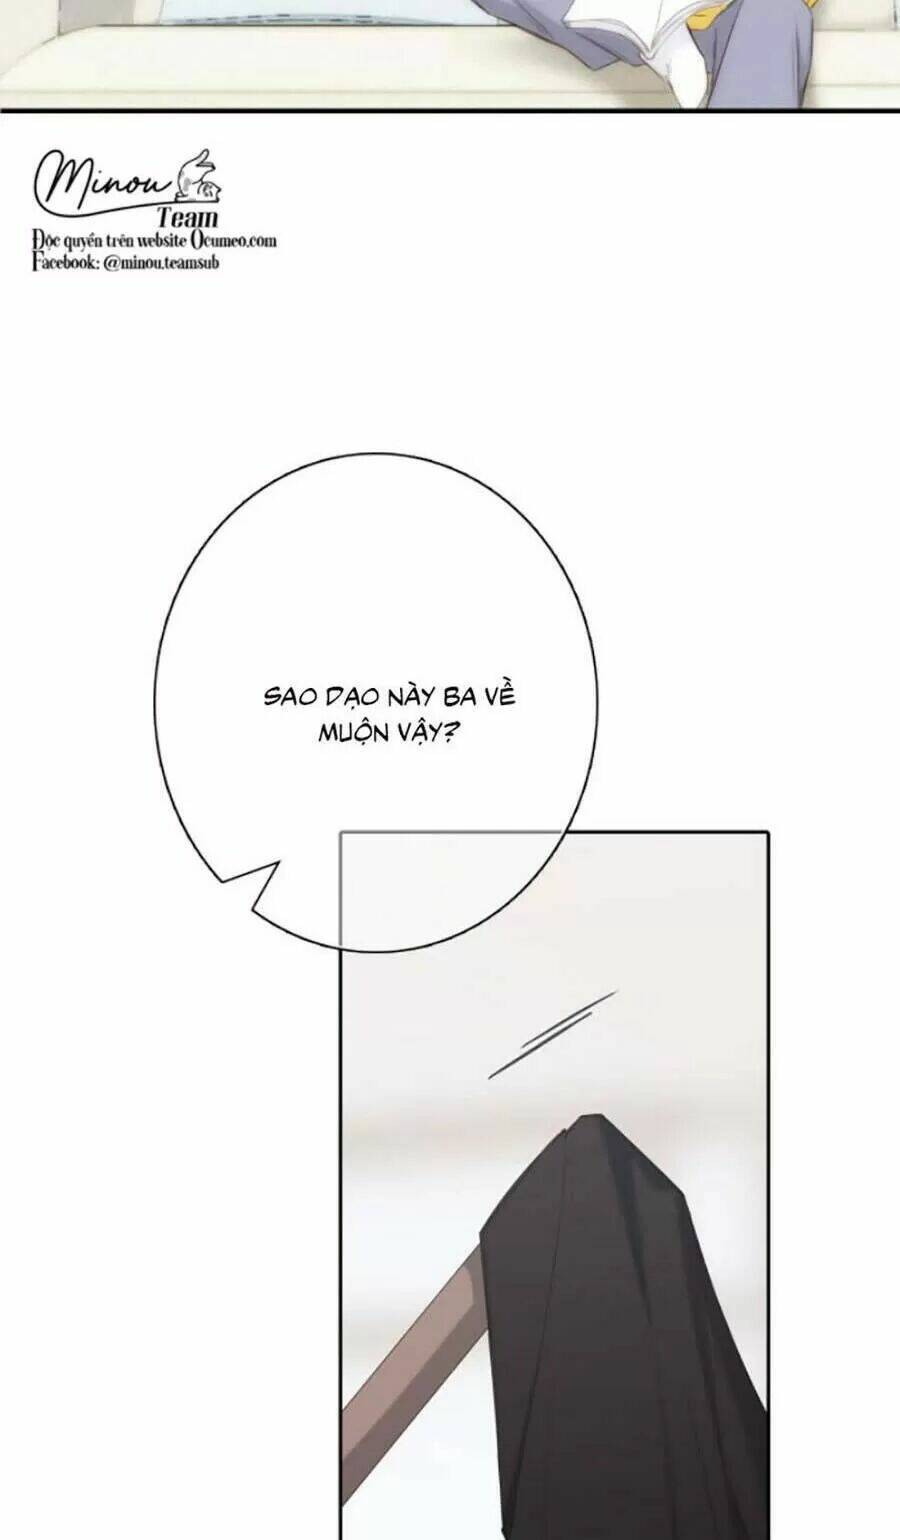 Minou
Team
Độc quyền trên website Ocumeo.com
Facebook: @minou.teamsub
SAO DẠO NÀY BA VỀ
MUỘN VẬY?